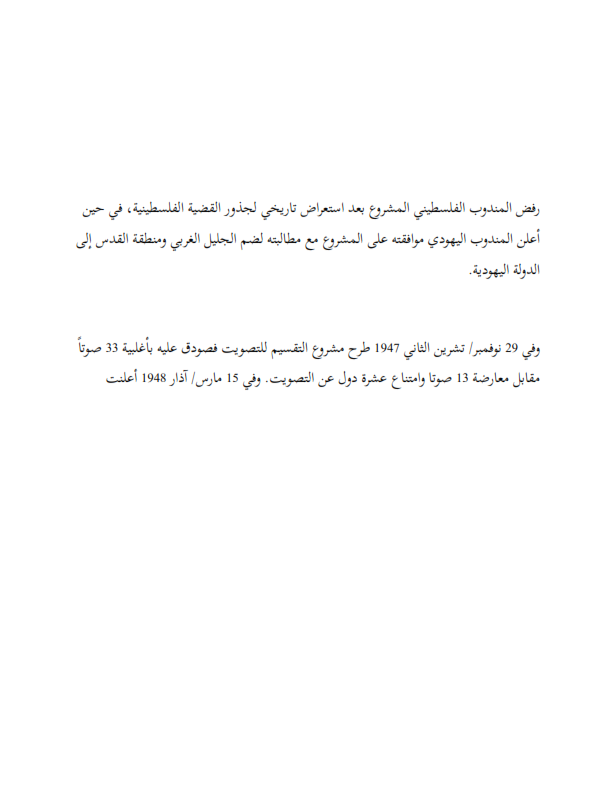 رفض المندوب الفلسطيني المشروع بعد استعراض تاريخي لجذور القضية الفلسطينية، في حين
أعلن المندوب اليهودي موافقته على المشروع مع مطالبته لضم الجليل الغربي ومنطقة القدس إلى
الدولة اليهودية.
وفي 29 نوفمبر/ تشرين الثاني 1947 طرح مشروع التقسيم للتصويت فصودق عليه بأغلبية 33 صوتاً
مقابل معارضة 13 صوتا وامتناع عشرة دول عن التصويت. وفي 15 مارس/ آذار 1948 أعلنت